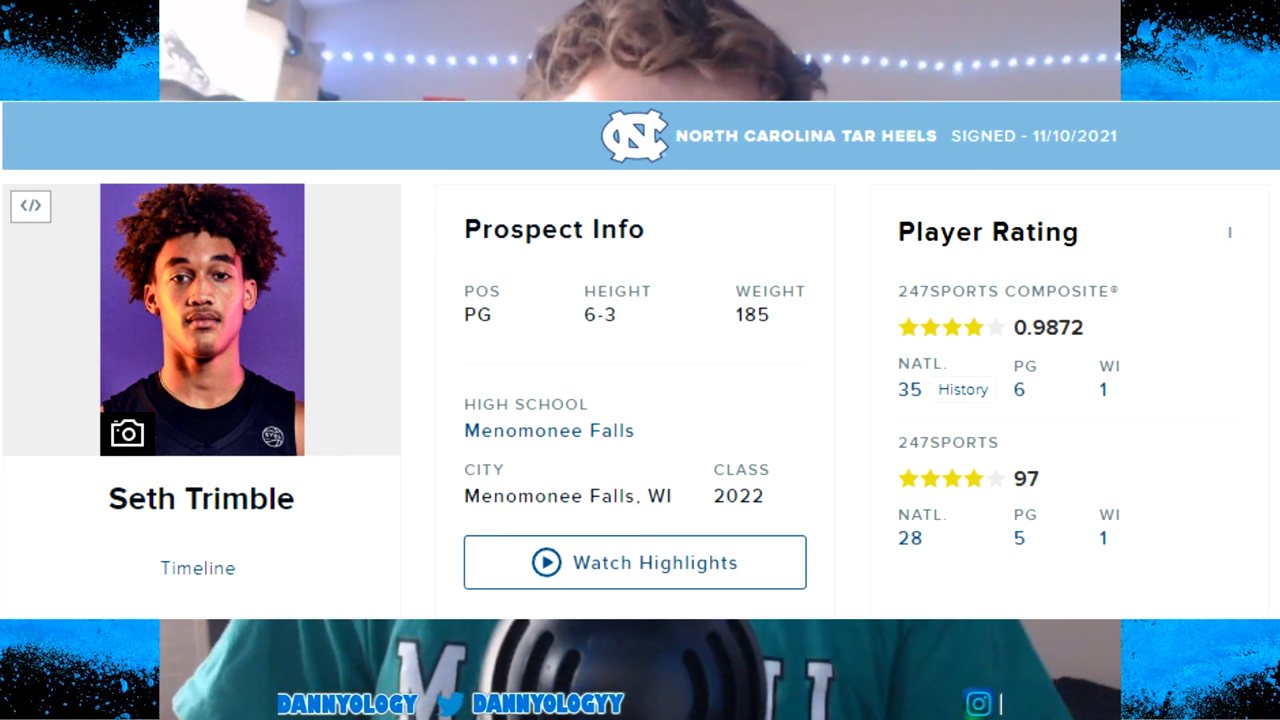 NC NORTH CAROLINA TAR HEELS SIGNED - 11/10/2021
</>
Seth Trimble
Timeline
Prospect Info
POS HEIGHT WEIGHT
PG 6-3 185
HIGH SCHOOL
Menomonee Falls
CITY CLASS
Menomonee Falls, WI 2022
Watch Highlights
Player Rating
247SPORTS COMPOSITE®
0.9872
NATL. PG WI
35 History 6 1
247SPORTS
97
NATL. PG WI
28 5 1
DANNYOLOGY DANNYOLOGYY